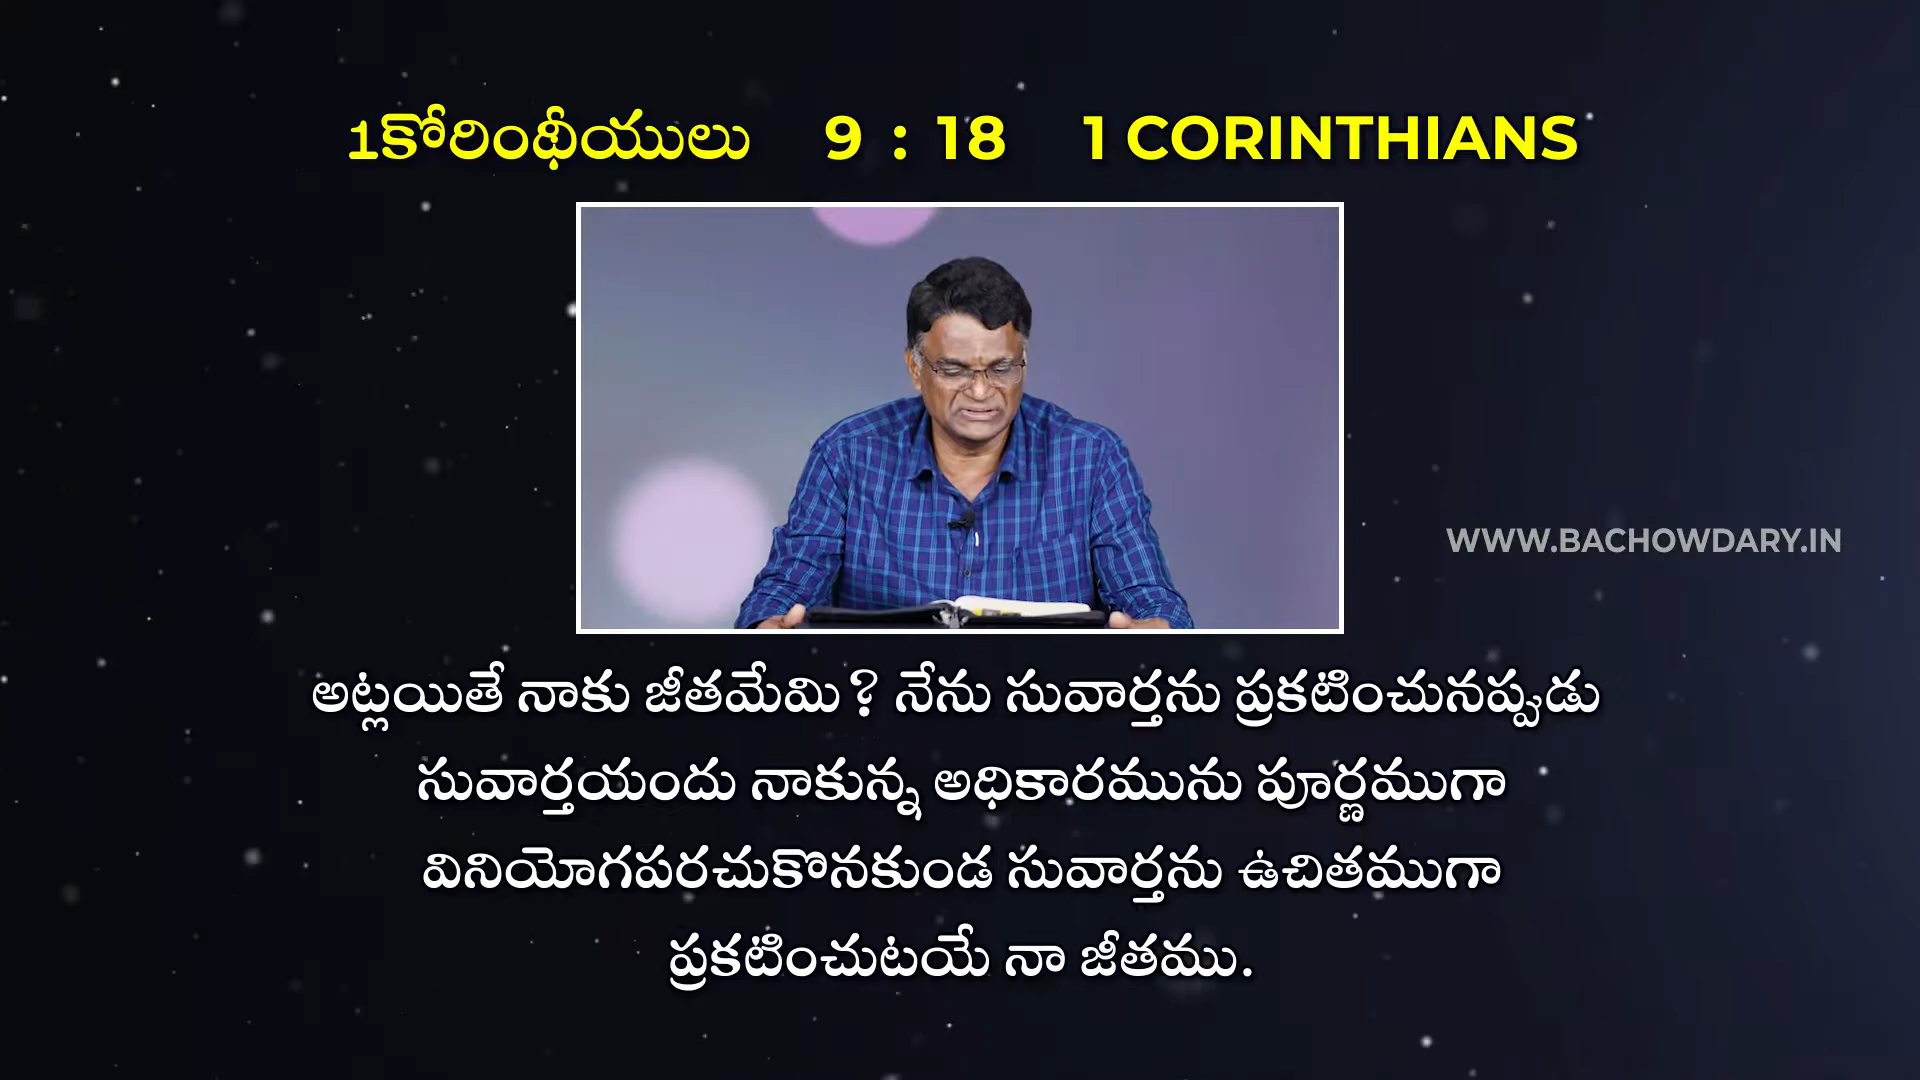 1కోరింథీయులు 9 : 18 1 CORINTHIANS
WWW.BACHOWDARY.IN
అట్లయితే నాకు జీతమేమి? నేను సువార్తను ప్రకటించునప్పుడు
సువార్తయందు నాకున్న అధికారమును పూర్ణముగా
వినియోగపరచుకొనకుండ సువార్తను ఉచితముగా
ప్రకటించుటయే నా జీతము.